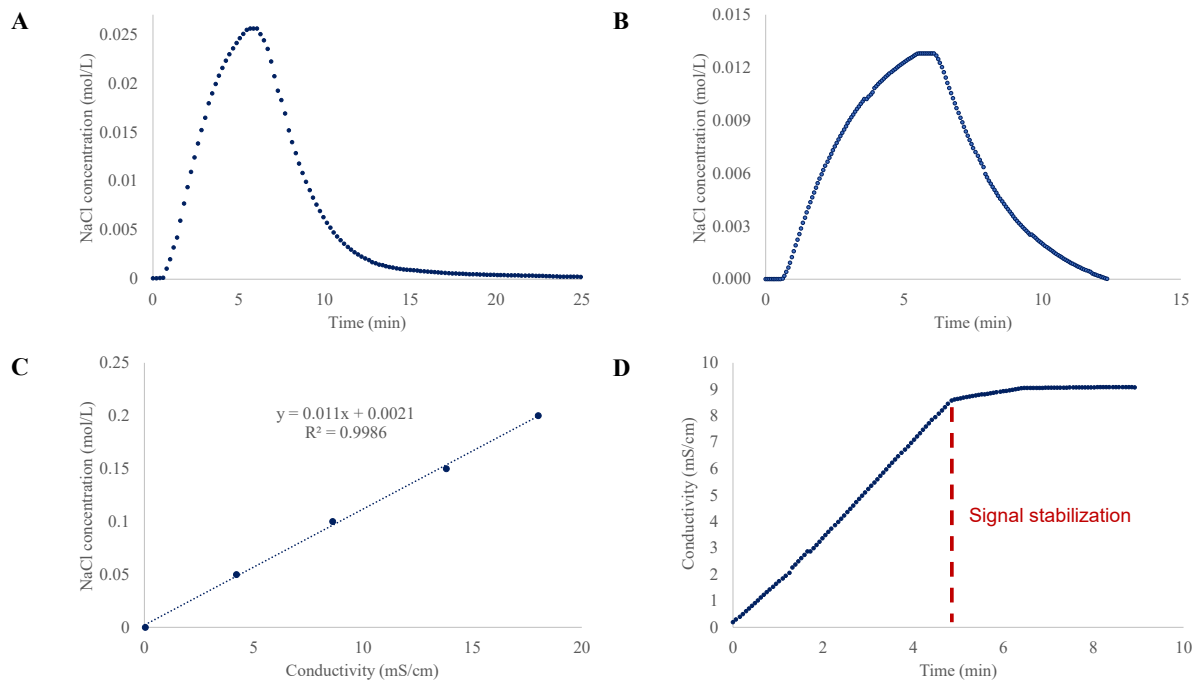 A
NaCl concentration (mol/L)
0.025
0.02
0.015
0.01
0.005
0
0 5 10 15 20 25
Time (min)
B
NaCl concentration (mol/L)
0.015
0.012
0.009
0.006
0.003
0.000
0 5 10 15
Time (min)
C
NaCl concentration (mol/L)
0.25
0.2
0.15
0.1
0.05
0
y = 0.011x + 0.0021
R² = 0.9986
0 5 10 15 20
Conductivity (mS/cm)
D
Conductivity (mS/cm)
10
9
8
7
6
5
4
3
2
1
0
Signal stabilization
0 2 4 6 8 10
Time (min)